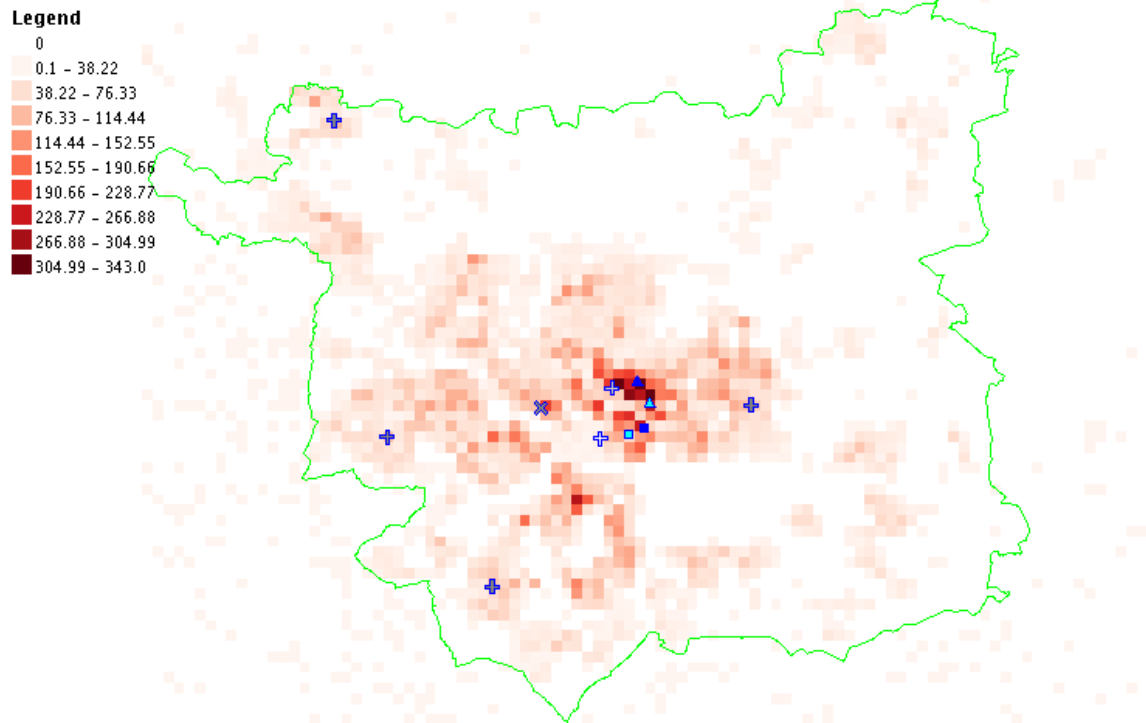 Legend
0
0.1 – 38.22
38.22 – 76.33
76.33 – 114.44
114.44 – 152.55
152.55 – 190.66
190.66 – 228.77
228.77 – 266.88
266.88 – 304.99
304.99 – 343.0